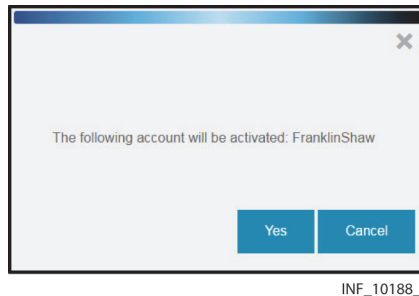 The following account will be activated: FranklinShaw
Yes
Cancel
INF_10188_